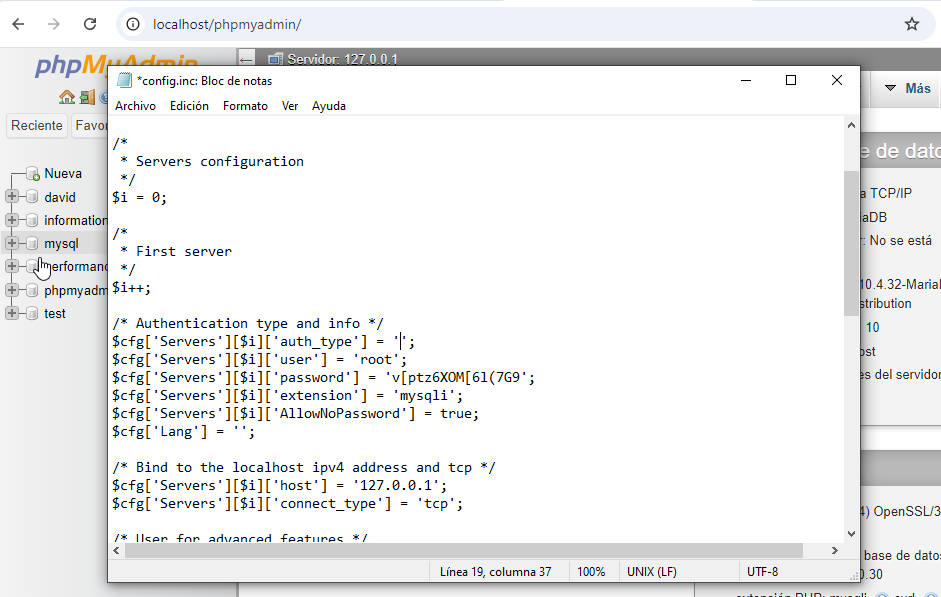 localhost/phpmyadmin/
phpMyAdmin
Servidor: 127.0.0.1
*config.inc: Bloc de notas
Archivo Edición Formato Ver Ayuda
Reciente
Favor
Nueva
david
information
mysql
performanc
phpmyadm
test
/*
* Servers configuration
*/
$i = 0;
/*
* First server
*/
$i++;
/* Authentication type and info */
$cfg['Servers'][$i]['auth_type'] = '';
$cfg['Servers'][$i]['user'] = 'root';
$cfg['Servers'][$i]['password'] = 'v[ptz6XOM[6l(7G9';
$cfg['Servers'][$i]['extension'] = 'mysqli';
$cfg['Servers'][$i]['AllowNoPassword'] = true;
$cfg['Lang'] = '';
/* Bind to the localhost ipv4 address and tcp */
$cfg['Servers'][$i]['host'] = '127.0.0.1';
$cfg['Servers'][$i]['connect_type'] = 'tcp';
/* User for advanced features */
Línea 19, columna 37 100% UNIX (LF) UTF-8
Más
e de dato
a TCP/IP
aDB
r: No se está
10.4.32-Maria
stribution
10
ost
es del servidor
4) OpenSSL/3
base de datos
0.30
extensión PHP: mysqli curl